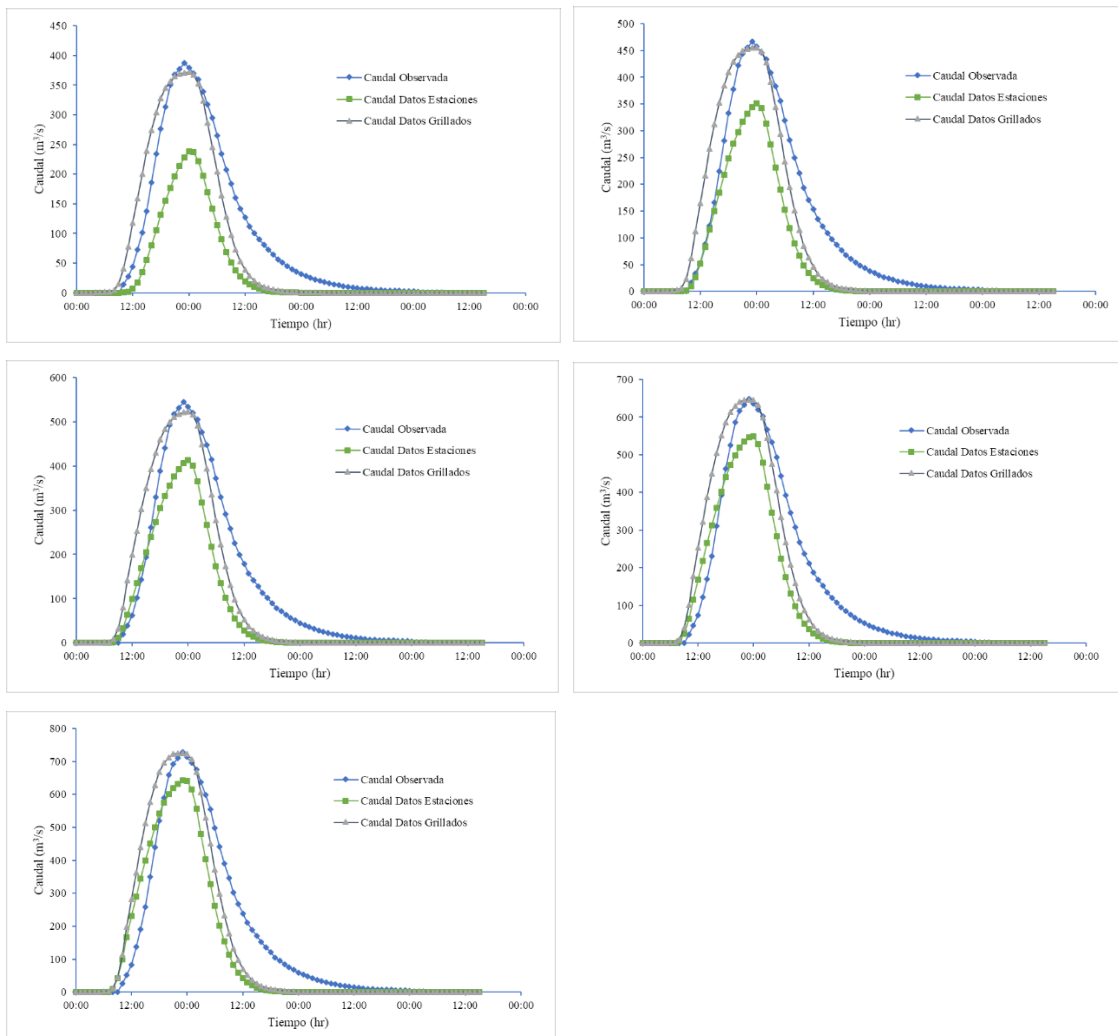 450
400
350
300
250
200
150
100
50
0
Caudal (m³/s)
Caudal Observada
Caudal Datos Estaciones
Caudal Datos Grillados
00:00 12:00 00:00 12:00 00:00 12:00 00:00 12:00 00:00
Tiempo (hr)
500
450
400
350
300
250
200
150
100
50
0
Caudal (m³/s)
Caudal Observada
Caudal Datos Estaciones
Caudal Datos Grillados
00:00 12:00 00:00 12:00 00:00 12:00 00:00 12:00 00:00
Tiempo (hr)
600
500
400
300
200
100
0
Caudal (m³/s)
Caudal Observada
Caudal Datos Estaciones
Caudal Datos Grillados
00:00 12:00 00:00 12:00 00:00 12:00 00:00 12:00 00:00
Tiempo (hr)
700
600
500
400
300
200
100
0
Caudal (m³/s)
Caudal Observada
Caudal Datos Estaciones
Caudal Datos Grillados
00:00 12:00 00:00 12:00 00:00 12:00 00:00 12:00 00:00
Tiempo (hr)
800
700
600
500
400
300
200
100
0
Caudal (m³/s)
Caudal Observada
Caudal Datos Estaciones
Caudal Datos Grillados
00:00 12:00 00:00 12:00 00:00 12:00 00:00 12:00 00:00
Tiempo (hr)